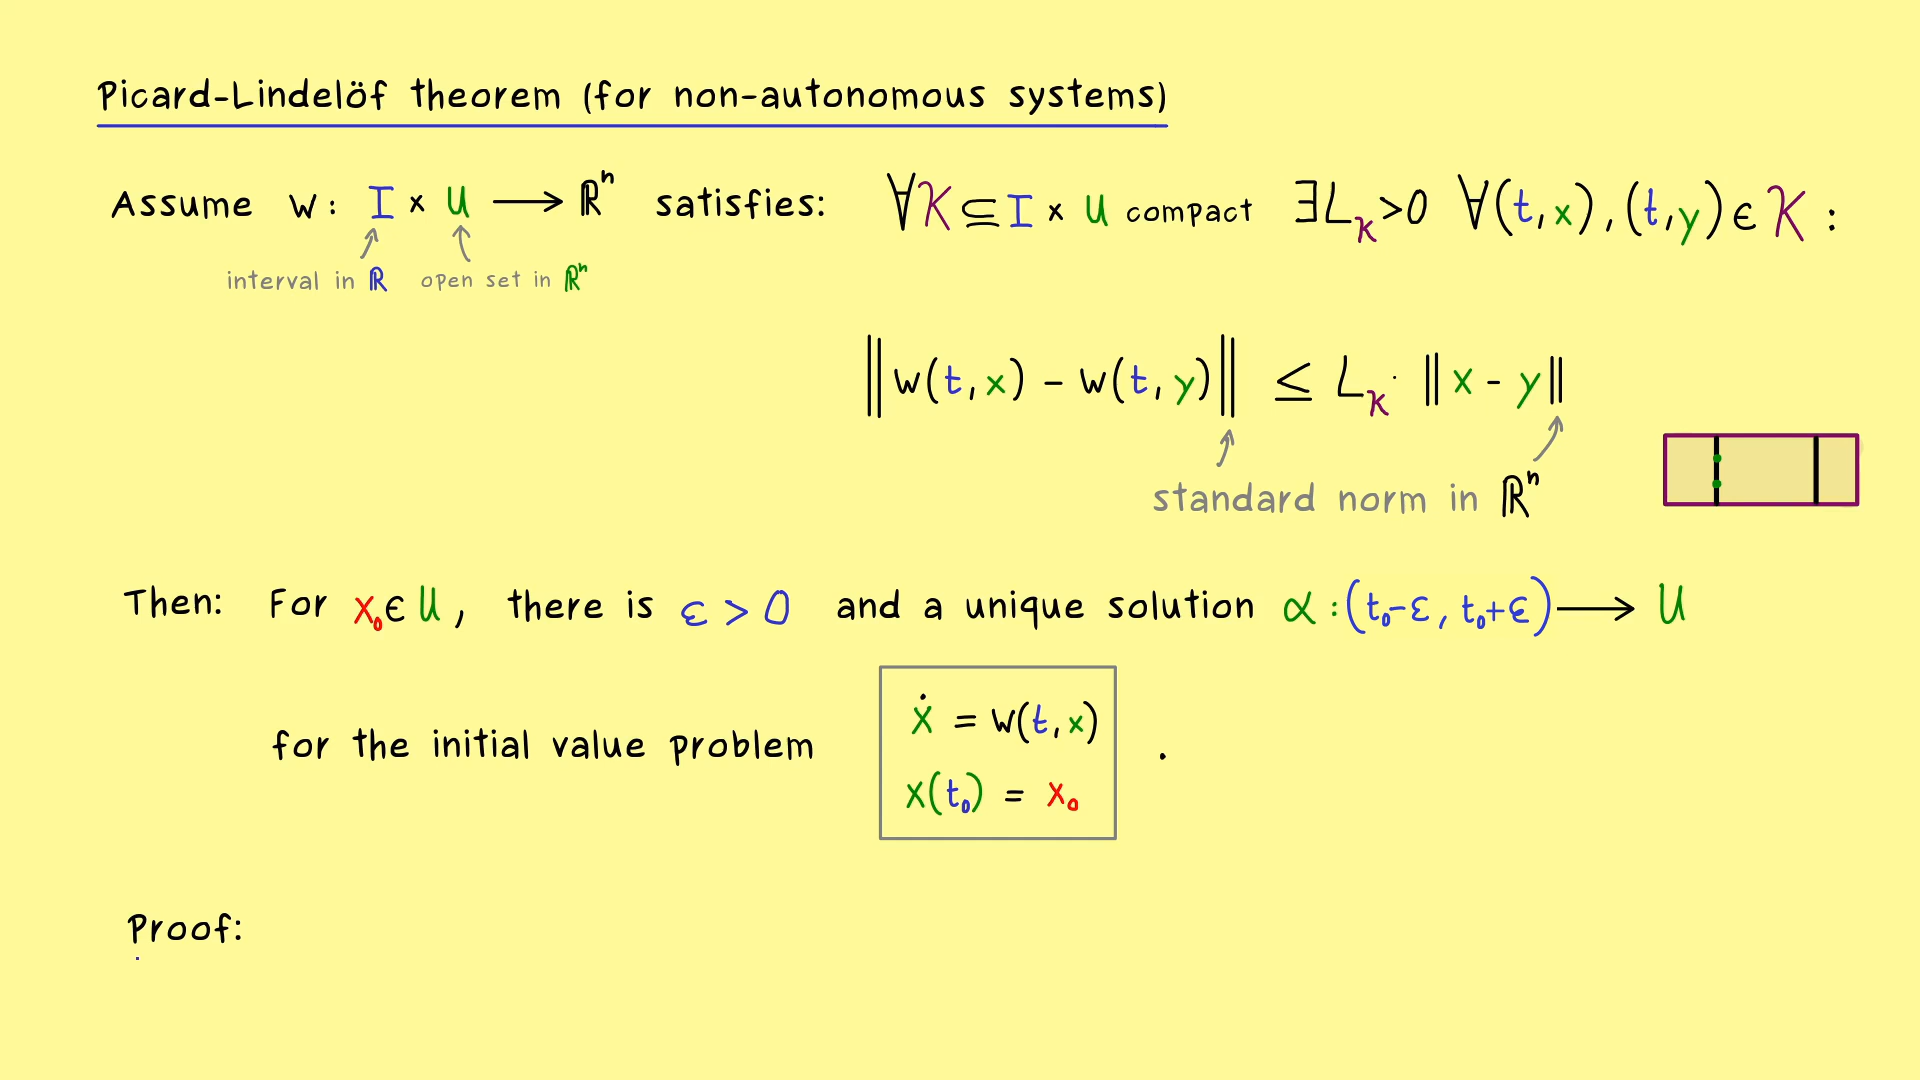 Picard-Lindelöf theorem (for non-autonomous systems)
Assume w: I × U ⟶ ℝⁿ satisfies: ∀K ⊆ I × U compact ∃L_K > 0 ∀(t,x),(t,y) ∈ K :
interval in ℝ open set in ℝⁿ
‖w(t,x) - w(t,y)‖ ≤ L_K · ‖x - y‖
standard norm in ℝⁿ
Then: For x₀ ∈ U, there is ε > 0 and a unique solution α : (t₀-ε, t₀+ε) ⟶ U
ẋ = w(t,x)
for the initial value problem .
x(t₀) = x₀
Proof: